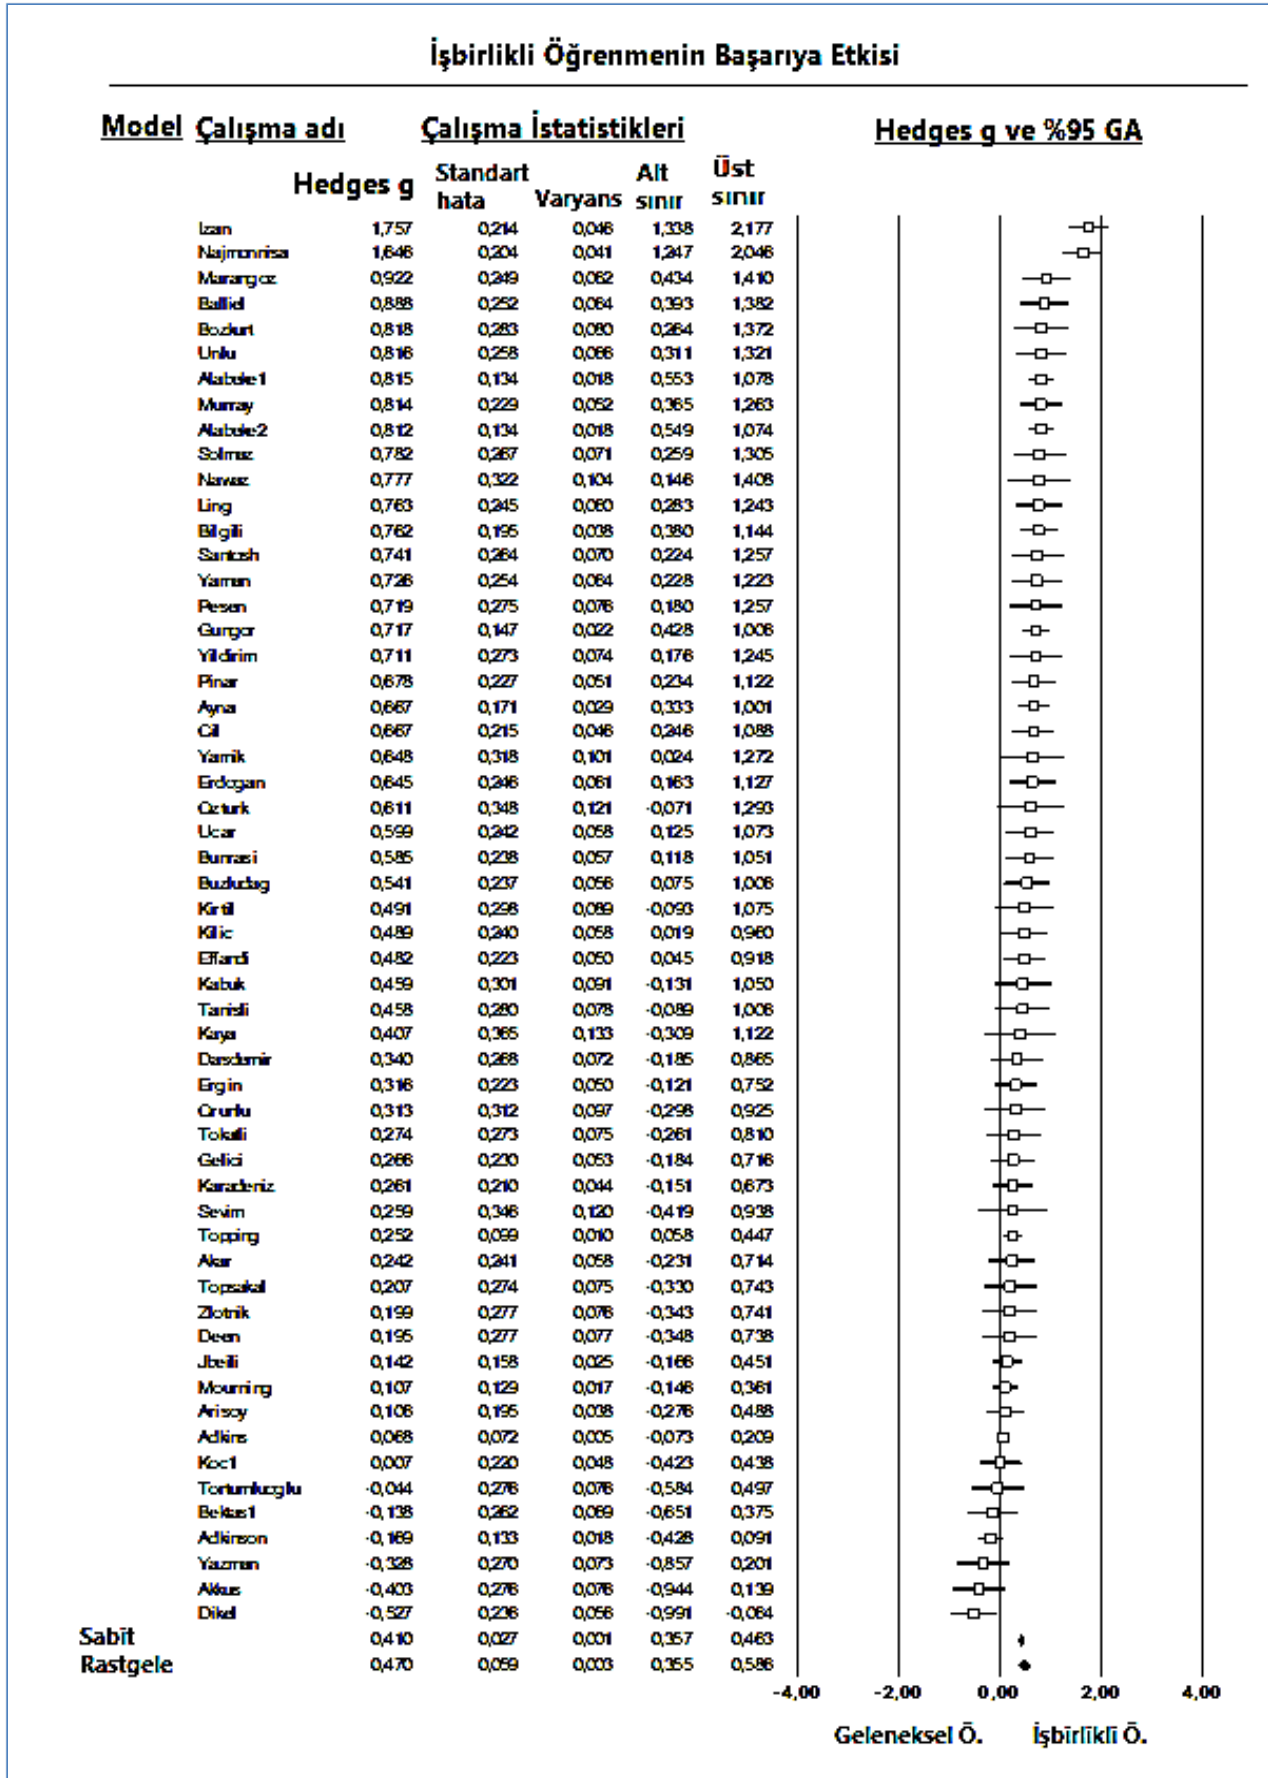 İşbirlikli Öğrenmenin Başarıya Etkisi
Model Çalışma adı Çalışma İstatistikleri Hedges g ve %95 GA
Hedges g Standart hata Varyans Alt sınır Üst sınır
Izan 1,757 0,214 0,046 1,338 2,177
Najmonnisa 1,646 0,204 0,041 1,247 2,046
Marangoz 0,922 0,249 0,062 0,434 1,410
Balliel 0,888 0,252 0,064 0,393 1,382
Bozkurt 0,818 0,283 0,080 0,264 1,372
Unlu 0,816 0,258 0,066 0,311 1,321
Alabeke1 0,815 0,134 0,018 0,553 1,078
Murray 0,814 0,229 0,052 0,365 1,263
Alabeke2 0,812 0,134 0,018 0,549 1,074
Solmaz 0,782 0,267 0,071 0,259 1,305
Nawaz 0,777 0,322 0,104 0,146 1,408
Ling 0,763 0,245 0,060 0,283 1,243
Bilgili 0,762 0,195 0,038 0,380 1,144
Santosh 0,741 0,264 0,070 0,224 1,257
Yaman 0,726 0,254 0,064 0,228 1,223
Pesen 0,719 0,275 0,076 0,180 1,257
Gungor 0,717 0,147 0,022 0,428 1,006
Yildirim 0,711 0,273 0,074 0,176 1,245
Pinar 0,678 0,227 0,051 0,234 1,122
Ayna 0,667 0,171 0,029 0,333 1,001
Cil 0,667 0,215 0,046 0,246 1,088
Yamik 0,648 0,318 0,101 0,024 1,272
Erdogan 0,645 0,246 0,061 0,163 1,127
Ozturk 0,611 0,348 0,121 -0,071 1,293
Ucar 0,599 0,242 0,058 0,125 1,073
Bumasi 0,585 0,238 0,057 0,118 1,051
Buzludag 0,541 0,237 0,056 0,075 1,006
Kirtil 0,491 0,298 0,089 -0,093 1,075
Kilic 0,489 0,240 0,058 0,019 0,960
Effandi 0,482 0,223 0,050 0,045 0,918
Kabuk 0,459 0,301 0,091 -0,131 1,050
Tanisli 0,458 0,280 0,078 -0,089 1,006
Kaya 0,407 0,365 0,133 -0,309 1,122
Dasdemir 0,340 0,268 0,072 -0,185 0,865
Ergin 0,316 0,223 0,050 -0,121 0,752
0,313 0,312 0,097 -0,298 0,925
Tokatli 0,274 0,273 0,075 -0,261 0,810
Gelici 0,266 0,230 0,053 -0,184 0,716
Karadeniz 0,261 0,210 0,044 -0,151 0,673
Sevim 0,259 0,346 0,120 -0,419 0,938
Topping 0,252 0,099 0,010 0,058 0,447
Akar 0,242 0,241 0,058 -0,231 0,714
Topsakal 0,207 0,274 0,075 -0,330 0,743
Zlotnik 0,199 0,277 0,076 -0,343 0,741
Deen 0,195 0,277 0,077 -0,348 0,738
Jbeili 0,142 0,158 0,025 -0,166 0,451
Mourning 0,107 0,129 0,017 -0,146 0,361
Arisoy 0,106 0,195 0,038 -0,276 0,488
Adkins 0,068 0,072 0,005 -0,073 0,209
Koc1 0,007 0,220 0,048 -0,423 0,438
Tortumluoglu -0,044 0,276 0,076 -0,584 0,497
Bektas1 -0,138 0,262 0,069 -0,651 0,375
Adkinson -0,169 0,133 0,018 -0,428 0,091
Yazman -0,328 0,270 0,073 -0,857 0,201
Akkus -0,403 0,276 0,076 -0,944 0,139
Dikel -0,527 0,236 0,056 -0,991 -0,064
Sabit 0,410 0,027 0,001 0,357 0,463
Rastgele 0,470 0,059 0,003 0,355 0,586
-4,00 -2,00 0,00 2,00 4,00
Geleneksel Ö. İşbirlikli Ö.